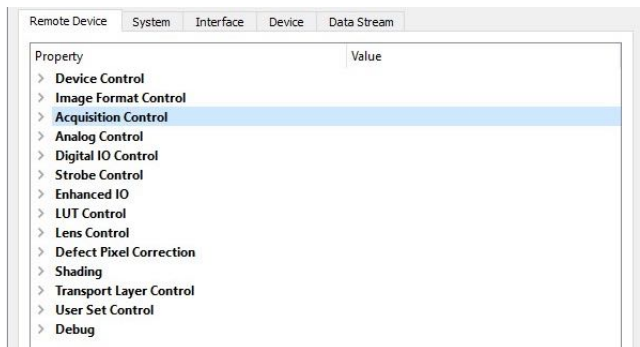 Remote Device System Interface Device Data Stream
Property Value
Device Control
Image Format Control
Acquisition Control
Analog Control
Digital IO Control
Strobe Control
Enhanced IO
LUT Control
Lens Control
Defect Pixel Correction
Shading
Transport Layer Control
User Set Control
Debug